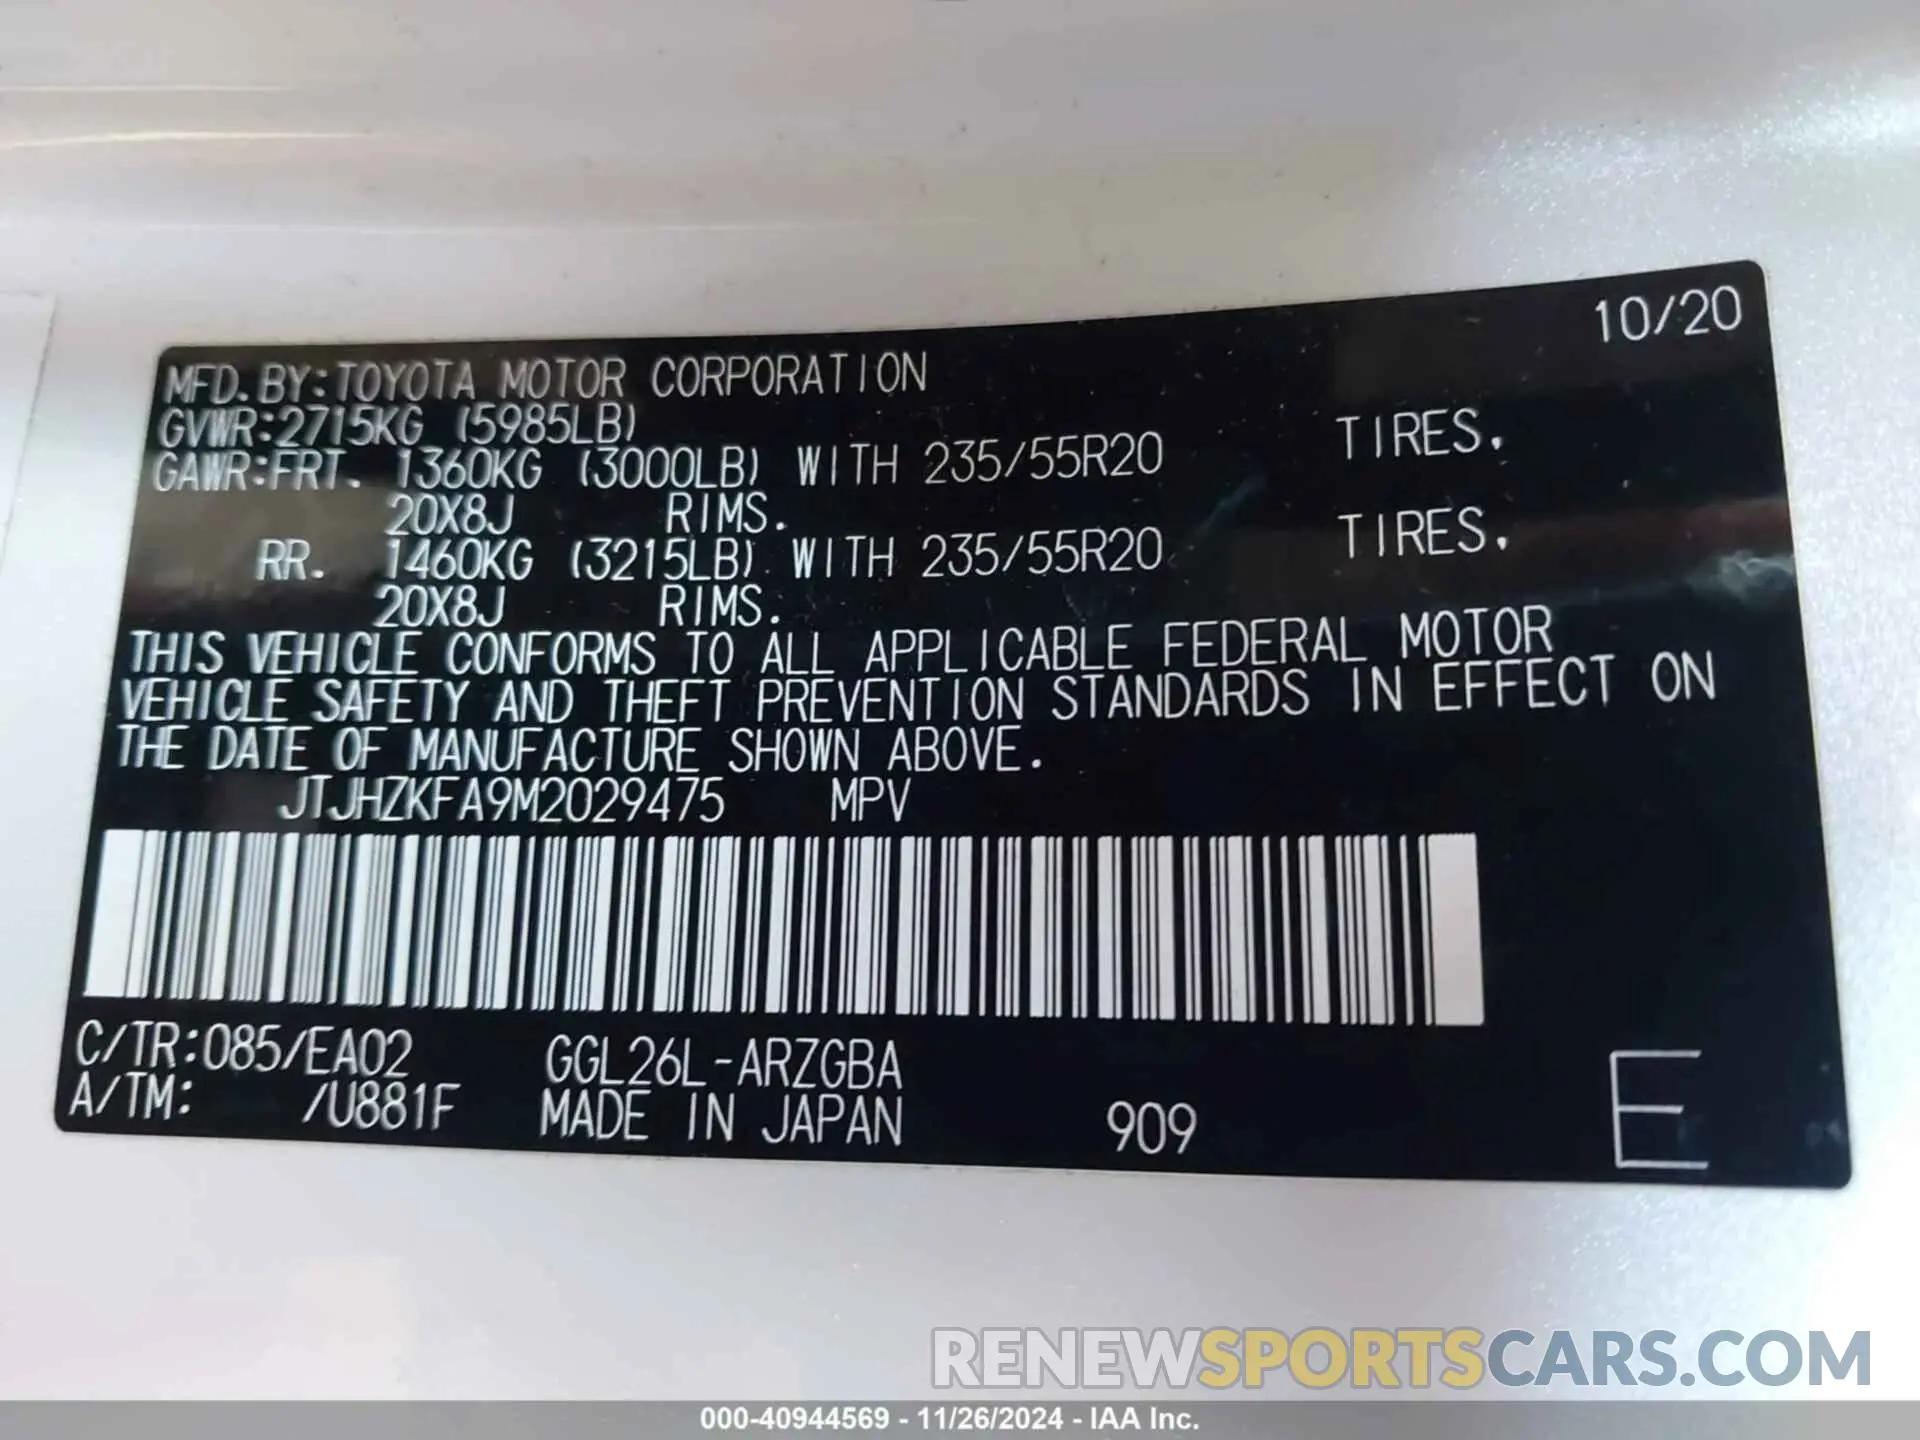 10/20
MFD. BY:TOYOTA MOTOR CORPORATION
GVWR:2715KG (5985LB)
GAWR:FRT. 1360KG (3000LB) WITH 235/55R20 TIRES,
20X8J RIMS.
RR. 1460KG (3215LB) WITH 235/55R20 TIRES,
20X8J RIMS.
THIS VEHICLE CONFORMS TO ALL APPLICABLE FEDERAL MOTOR
VEHICLE SAFETY AND THEFT PREVENTION STANDARDS IN EFFECT ON
THE DATE OF MANUFACTURE SHOWN ABOVE.
JTJHZKFA9M2029475 MPV
C/TR:085/EA02 GGL26L-ARZGBA
A/TM: /U881F MADE IN JAPAN 909 E
RENEWSPORTSCARS.COM
000-40944569 - 11/26/2024 - IAA Inc.